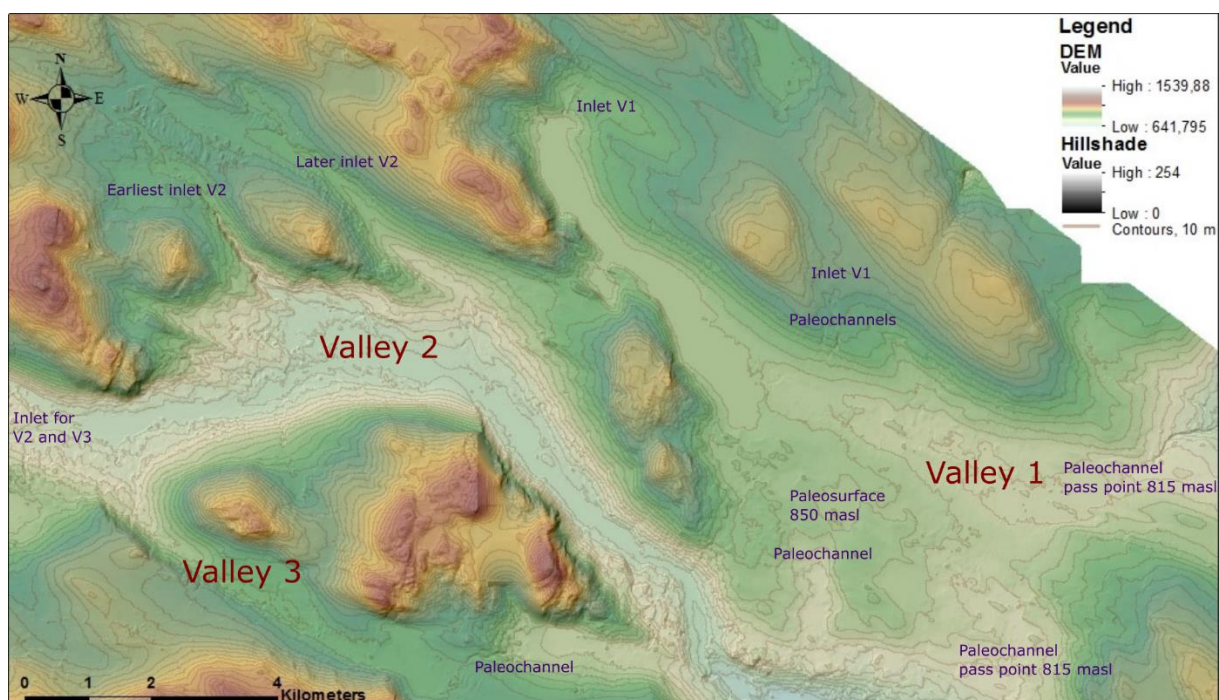 Legend
DEM
Value
High : 1539,88
Low : 641,795
Hillshade
Value
High : 254
Low : 0
Contours, 10 m
N
W E
S
Inlet V1
Later inlet V2
Earliest inlet V2
Inlet V1
Paleochannels
Valley 2
Inlet for
V2 and V3
Valley 1
Paleochannel
pass point 815 masl
Paleosurface
850 masl
Paleochannel
Valley 3
Paleochannel
Paleochannel
pass point 815 masl
0 1 2 4
Kilometers